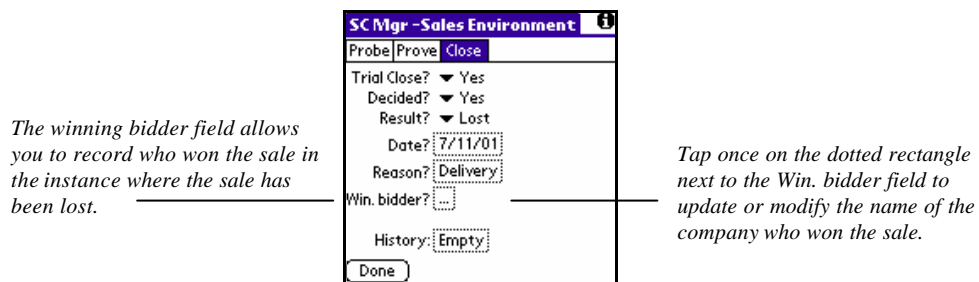 The winning bidder field allows
you to record who won the sale in
the instance where the sale has
been lost.
SC Mgr -Sales Environment
Probe Prove Close
Trial Close? Yes
Decided? Yes
Result? Lost
Date? 7/11/01
Reason? Delivery
Win. bidder? ...
History: Empty
Done
Tap once on the dotted rectangle
next to the Win. bidder field to
update or modify the name of the
company who won the sale.